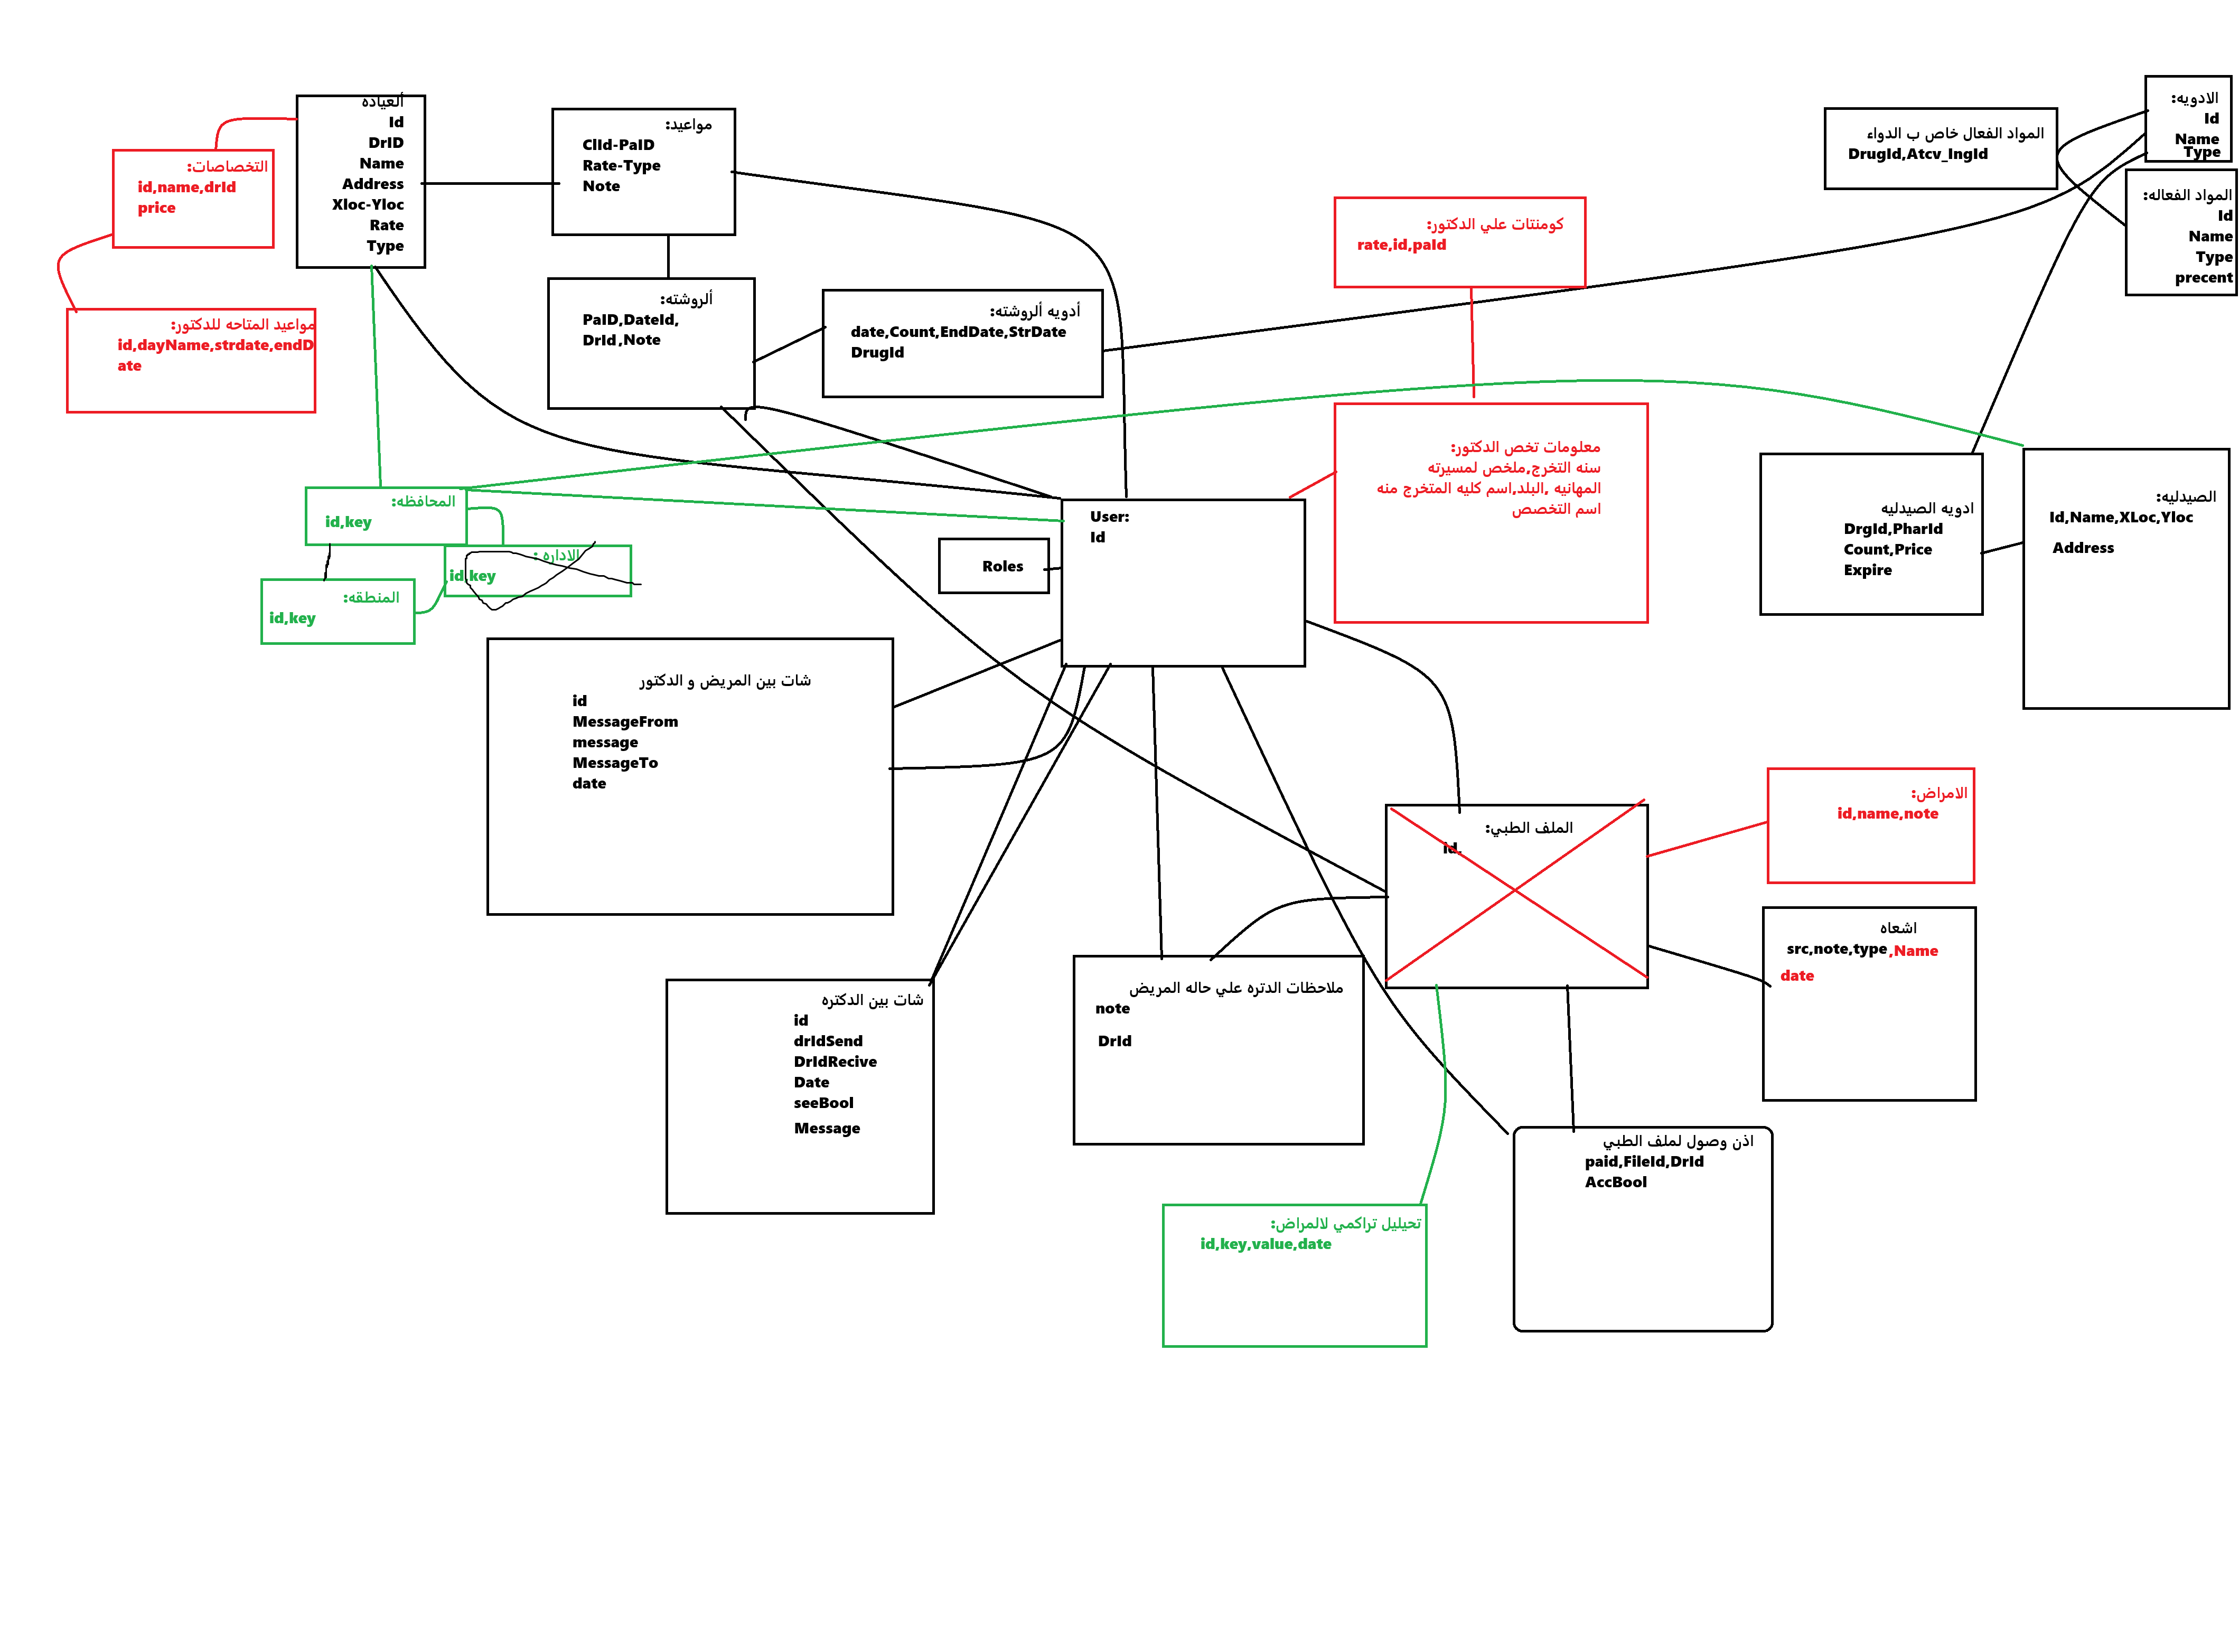 ألعياده
Id
DrID
Name
Address
Xloc-Yloc
Rate
Type
التخصاصات:
id,name,drId
price
مواعيد المتاحه للدكتور:
id,dayName,strdate,endD
ate
مواعيد:
ClId-PaID
Rate-Type
Note
ألروشته:
PaID,DateId,
DrId,Note
أدويه ألروشته:
date,Count,EndDate,StrDate
DrugId
كومنتات علي الدكتور:
rate,id,paId
المواد الفعال خاص ب الدواء
DrugId,Atcv_IngId
الادويه:
Id
Name
Type
المواد الفعاله:
Id
Name
Type
precent
معلومات تخص الدكتور:
سنه التخرج,ملخص لمسيرته
المهانيه ,البلد,اسم كليه المتخرج منه
اسم التخصص
المحافظه:
id,key
الاداره :
id,key
المنطقه:
id,key
User:
Id
Roles
ادويه الصيدليه
DrgId,PharId
Count,Price
Expire
الصيدليه:
Id,Name,XLoc,Yloc
Address
شات بين المريض و الدكتور
id
MessageFrom
message
MessageTo
date
الملف الطبي:
id,
الامراض:
id,name,note
اشعاه
src,note,type,Name
date
شات بين الدكتره
id
drIdSend
DrIdRecive
Date
seeBool
Message
ملاحظات الدتره علي حاله المريض
note
DrId
اذن وصول لملف الطبي
paid,FileId,DrId
AccBool
تحيليل تراكمي لالمراض:
id,key,value,date